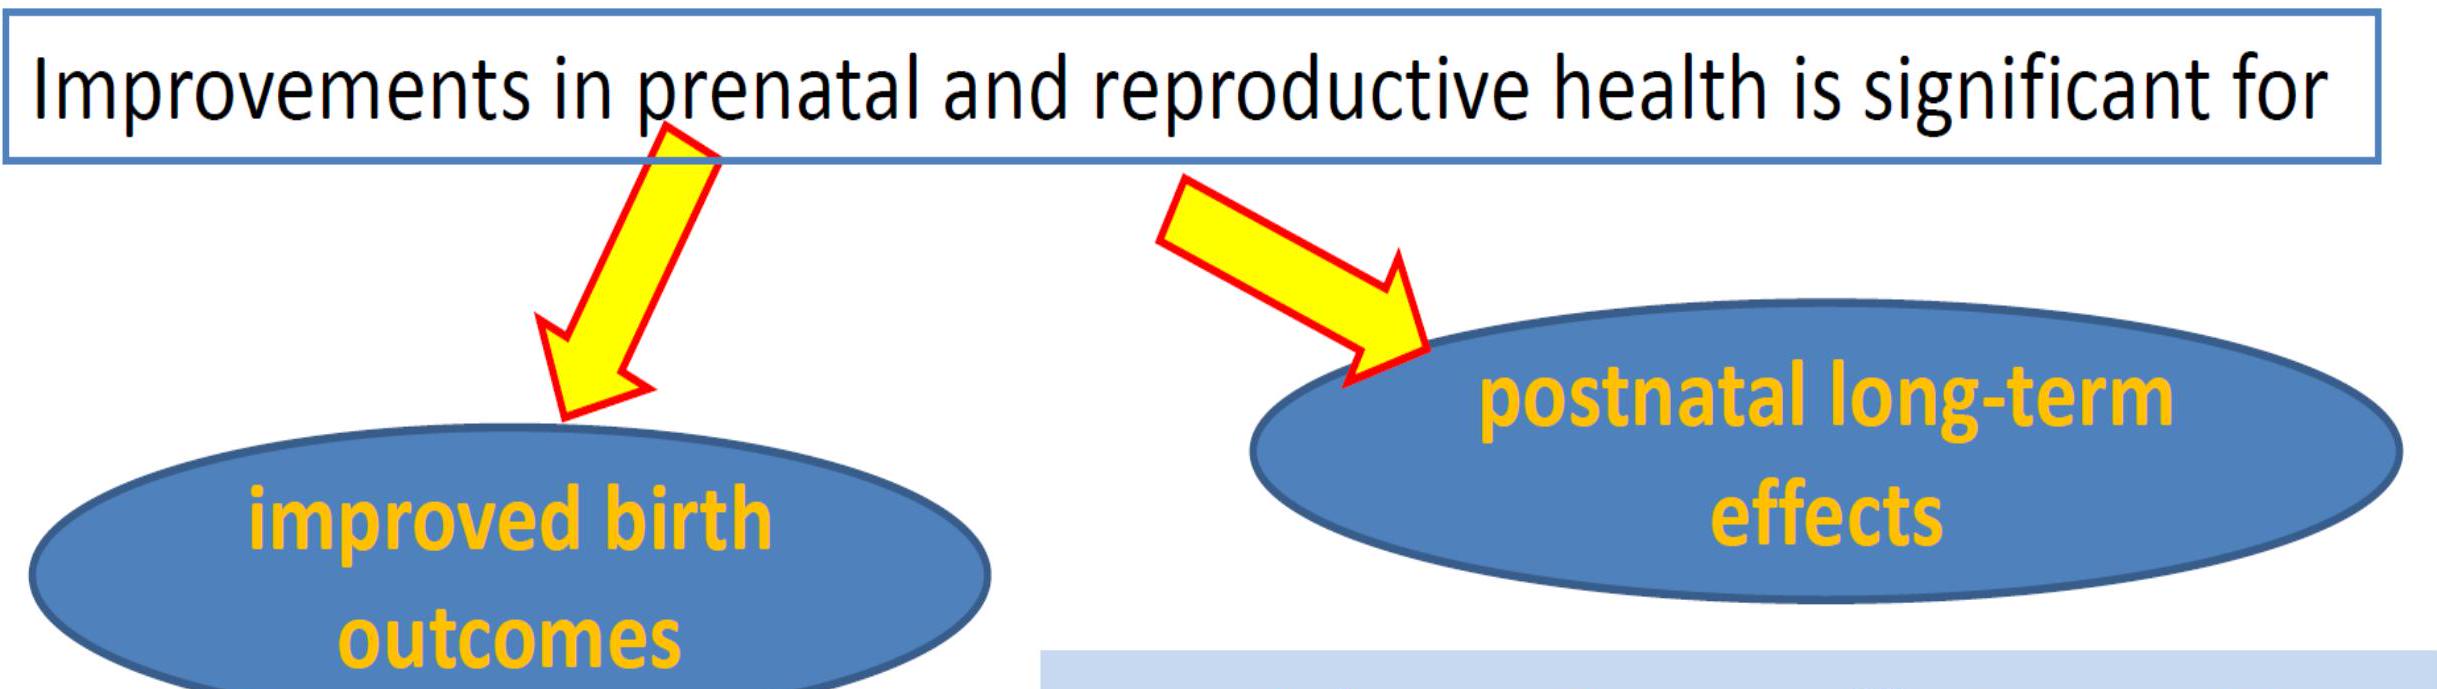 Improvements in prenatal and reproductive health is significant for
improved birth
outcomes
postnatal long-term
effects